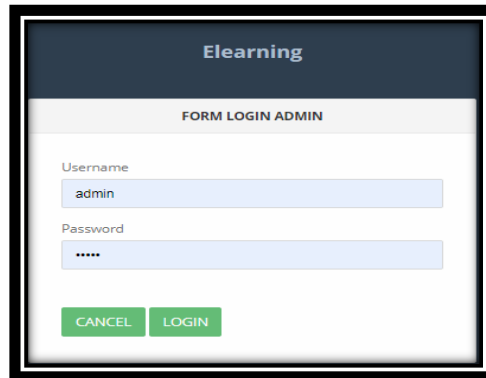 Elearning
FORM LOGIN ADMIN
Username
admin
Password
•••••
CANCEL LOGIN